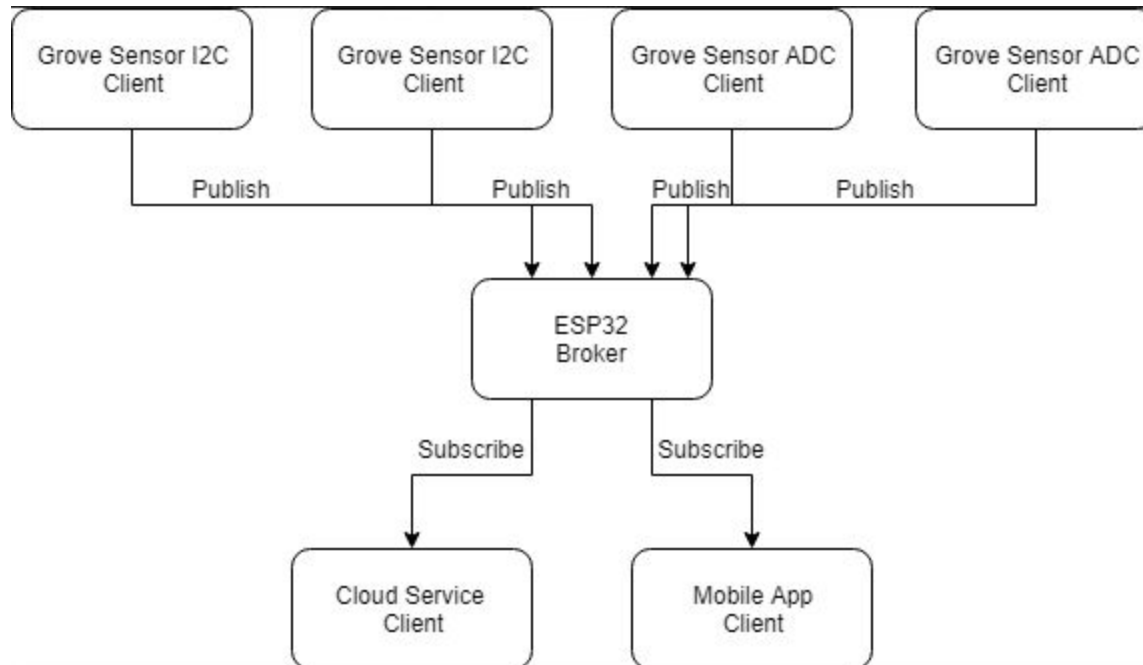 Grove Sensor I2C
Client
Grove Sensor I2C
Client
Grove Sensor ADC
Client
Grove Sensor ADC
Client
Publish
Publish
Publish
Publish
ESP32
Broker
Subscribe
Subscribe
Cloud Service
Client
Mobile App
Client